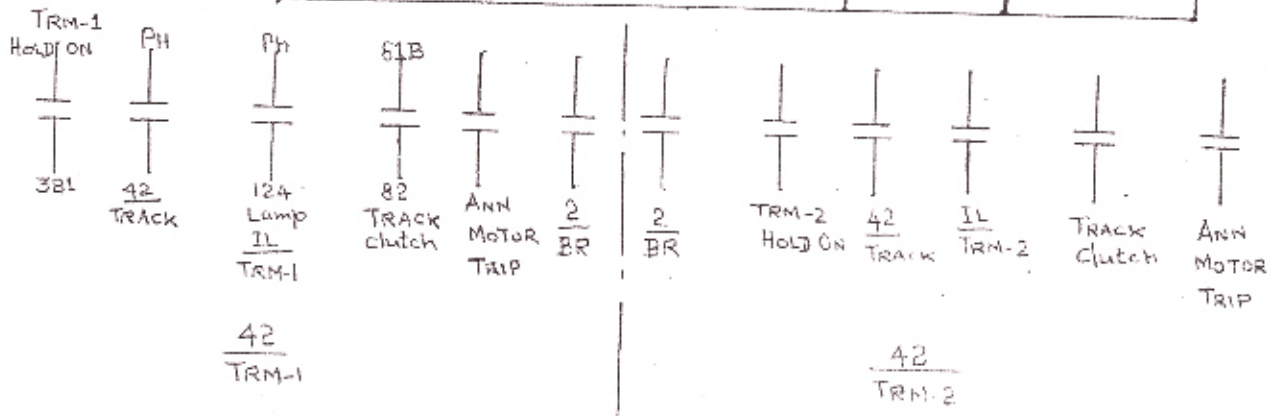 TRM-1
HOLD ON
PH
PH
61B
3B1
42
TRACK
124
Lamp
IL
TRM-1
82
TRACK
Clutch
ANN
MOTOR
TRIP
2
BR
2
BR
TRM-2
HOLD ON
42
TRACK
IL
TRM-2
TRACK
Clutch
ANN
MOTOR
TRIP
42
TRM-1
42
TRM-2